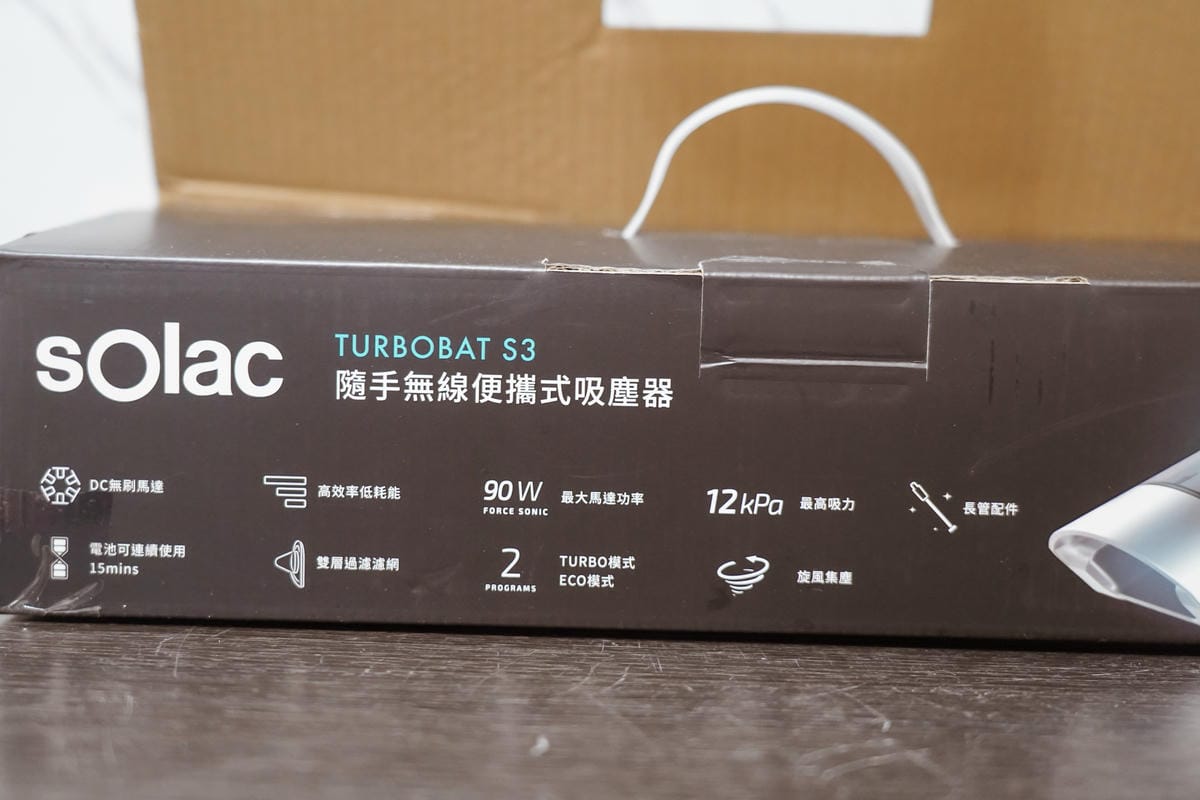 solac
TURBOBAT S3
隨手無線便攜式吸塵器
DC無刷馬達
高效率低耗能
90W
FORCE SONIC
最大馬達功率
12kPa
最高吸力
長管配件
電池可連續使用
15mins
雙層過濾濾網
2
PROGRAMS
TURBO模式
ECO模式
旋風集塵